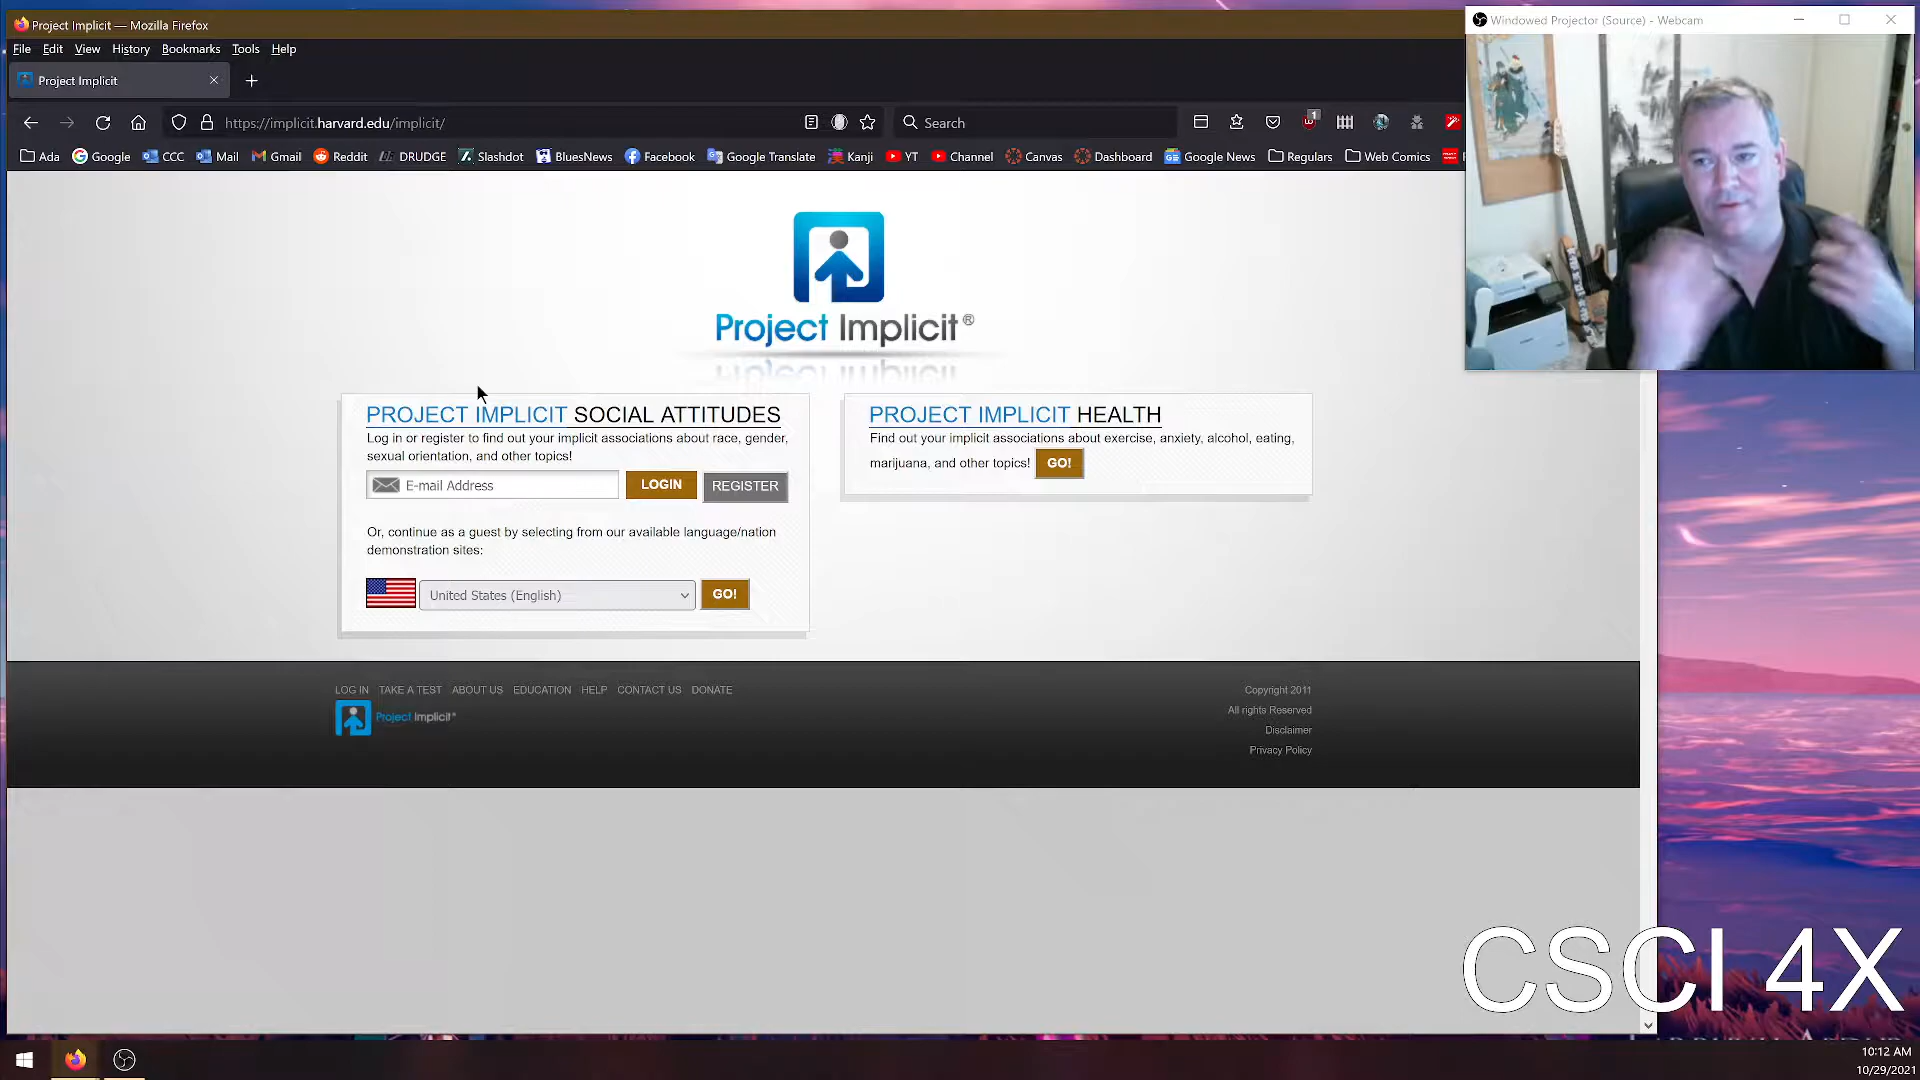 Project Implicit — Mozilla Firefox
Windowed Projector (Source) - Webcam
File Edit View History Bookmarks Tools Help
Project Implicit
https://implicit.harvard.edu/implicit/
Search
1
Ada Google CCC Mail Gmail Reddit DRUDGE Slashdot BluesNews Facebook Google Translate Kanji YT Channel Canvas Dashboard Google News Regulars Web Comics
Project Implicit®
PROJECT IMPLICIT SOCIAL ATTITUDES
Log in or register to find out your implicit associations about race, gender,
sexual orientation, and other topics!
E-mail Address LOGIN REGISTER
Or, continue as a guest by selecting from our available language/nation
demonstration sites:
United States (English) GO!
PROJECT IMPLICIT HEALTH
Find out your implicit associations about exercise, anxiety, alcohol, eating,
marijuana, and other topics! GO!
LOG IN TAKE A TEST ABOUT US EDUCATION HELP CONTACT US DONATE
Project Implicit®
Copyright 2011
All rights Reserved
Disclaimer
Privacy Policy
CSCI 4X
10:12 AM
10/29/2021